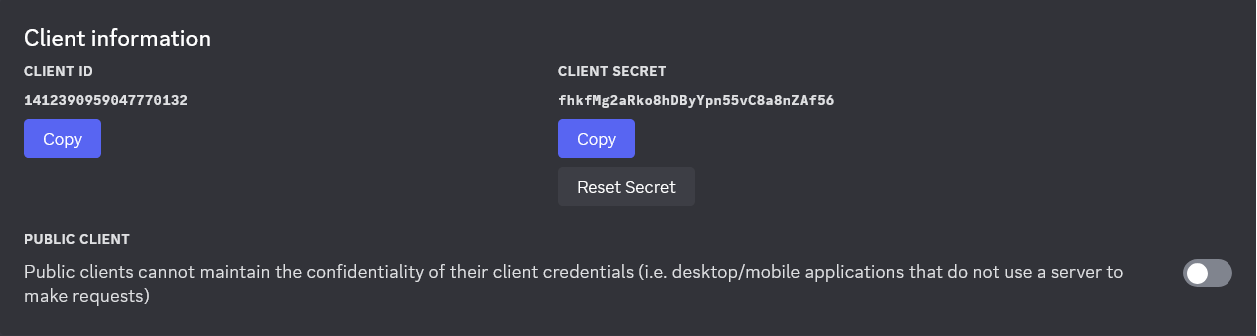 Client information
CLIENT ID
1412390959047770132
Copy
CLIENT SECRET
fhkfMg2aRko8hDByYpn55vC8a8nZAf56
Copy
Reset Secret
PUBLIC CLIENT
Public clients cannot maintain the confidentiality of their client credentials (i.e. desktop/mobile applications that do not use a server to
make requests)